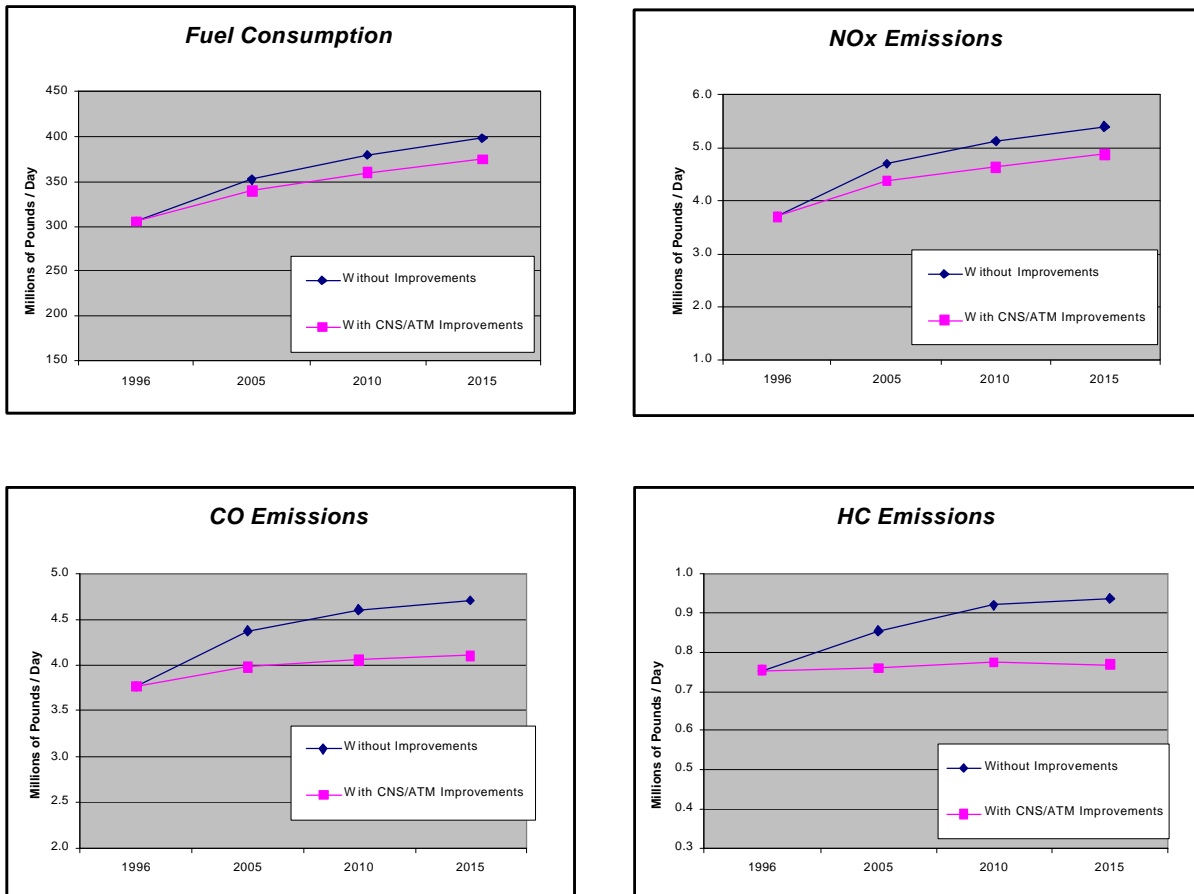 Fuel Consumption
Millions of Pounds / Day
450
400
350
300
250
200
150
1996 2005 2010 2015
Without Improvements
With CNS/ATM Improvements
NOx Emissions
Millions of Pounds / Day
6.0
5.0
4.0
3.0
2.0
1.0
1996 2005 2010 2015
Without Improvements
With CNS/ATM Improvements
CO Emissions
Millions of Pounds / Day
5.0
4.5
4.0
3.5
3.0
2.5
2.0
1996 2005 2010 2015
Without Improvements
With CNS/ATM Improvements
HC Emissions
Millions of Pounds / Day
1.0
0.9
0.8
0.7
0.6
0.5
0.4
0.3
1996 2005 2010 2015
Without Improvements
With CNS/ATM Improvements